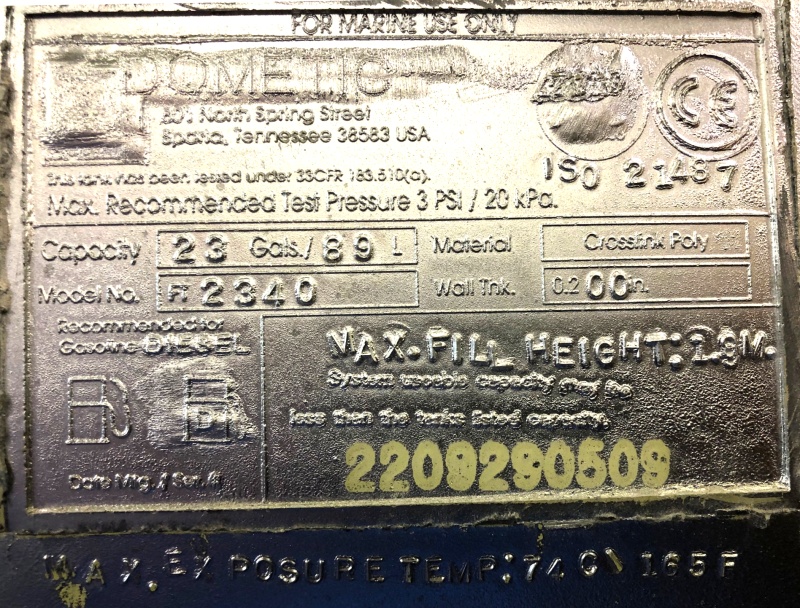 FOR MARINE USE ONLY
DOMETIC
North Spring Street
Sparta, Tennessee 38583 USA
CE
ISO 21487
This tank has been tested under 33CFR 183.510(a).
Max. Recommended Test Pressure 3 PSI / 20 kPa.
Capacity 23 Gals./ 89 L Material Crosslink Poly
Model No. FT 2340 Wall Thk. 0.200 in.
Recommended for
Gasoline DIESEL
MAX. FILL HEIGHT: M.
System useable capacity may be
less than the tanks listed capacity.
D
Date Mfg. / Ser.#
2209290509
MAX. EXPOSURE TEMP: 74 C\ 165F